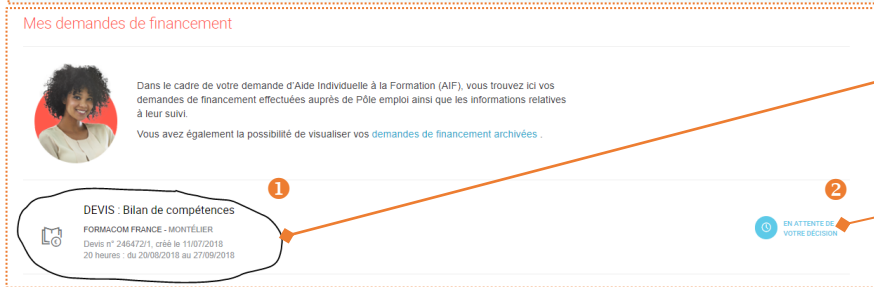 Mes demandes de financement
Dans le cadre de votre demande d'Aide Individuelle à la Formation (AIF), vous trouvez ici vos
demandes de financement effectuées auprès de Pôle emploi ainsi que les informations relatives
à leur suivi.
Vous avez également la possibilité de visualiser vos demandes de financement archivées .
1
2
DEVIS : Bilan de compétences
FORMACOM FRANCE - MONTÉLIER
Devis n° 246472/1, créé le 11/07/2018
20 heures : du 20/08/2018 au 27/09/2018
EN ATTENTE DE
VOTRE DÉCISION